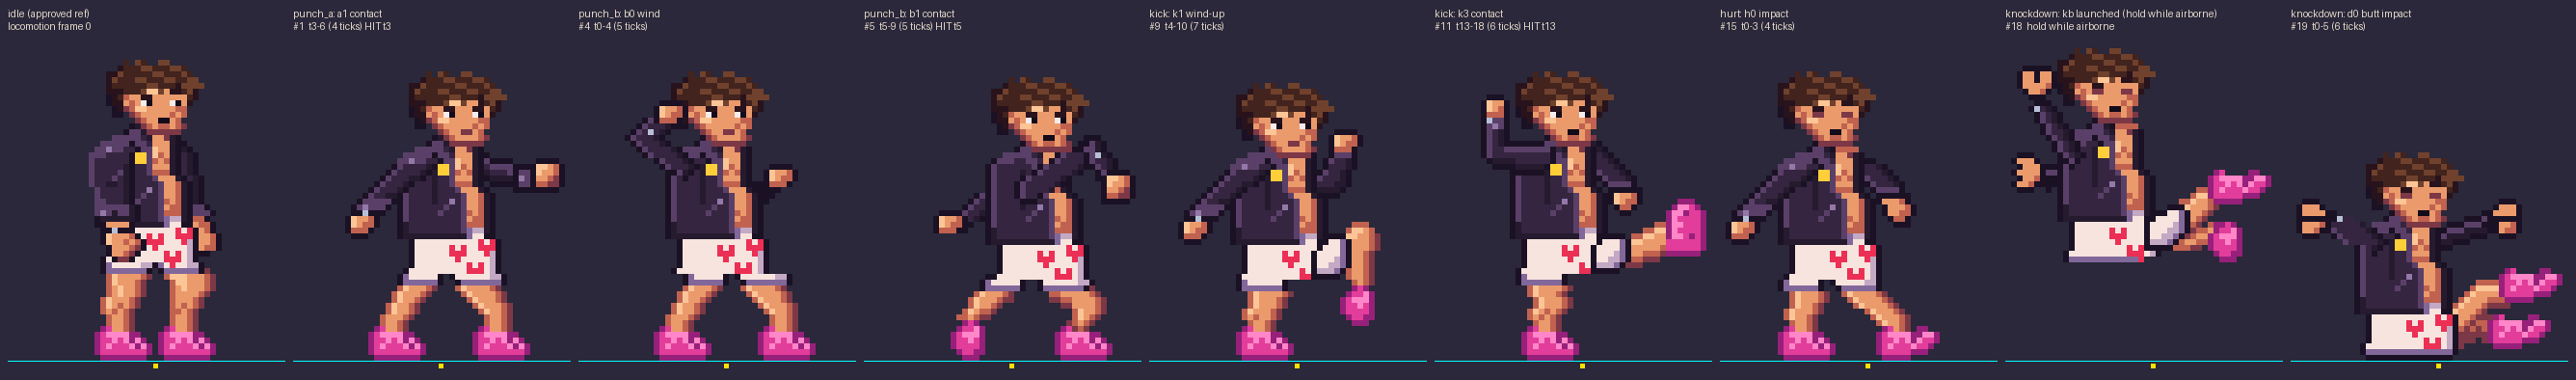 idle (approved ref)
locomotion frame 0
punch_a: a1 contact
#1 t3-6 (4 ticks) HIT t3
punch_b: b0 wind
#4 t0-4 (5 ticks)
punch_b: b1 contact
#5 t5-9 (5 ticks) HIT t5
kick: k1 wind-up
#9 t4-10 (7 ticks)
kick: k3 contact
#11 t13-18 (6 ticks) HIT t13
hurt: h0 impact
#15 t0-3 (4 ticks)
knockdown: kb launched (hold while airborne)
#18 hold while airborne
knockdown: d0 butt impact
#19 t0-5 (6 ticks)